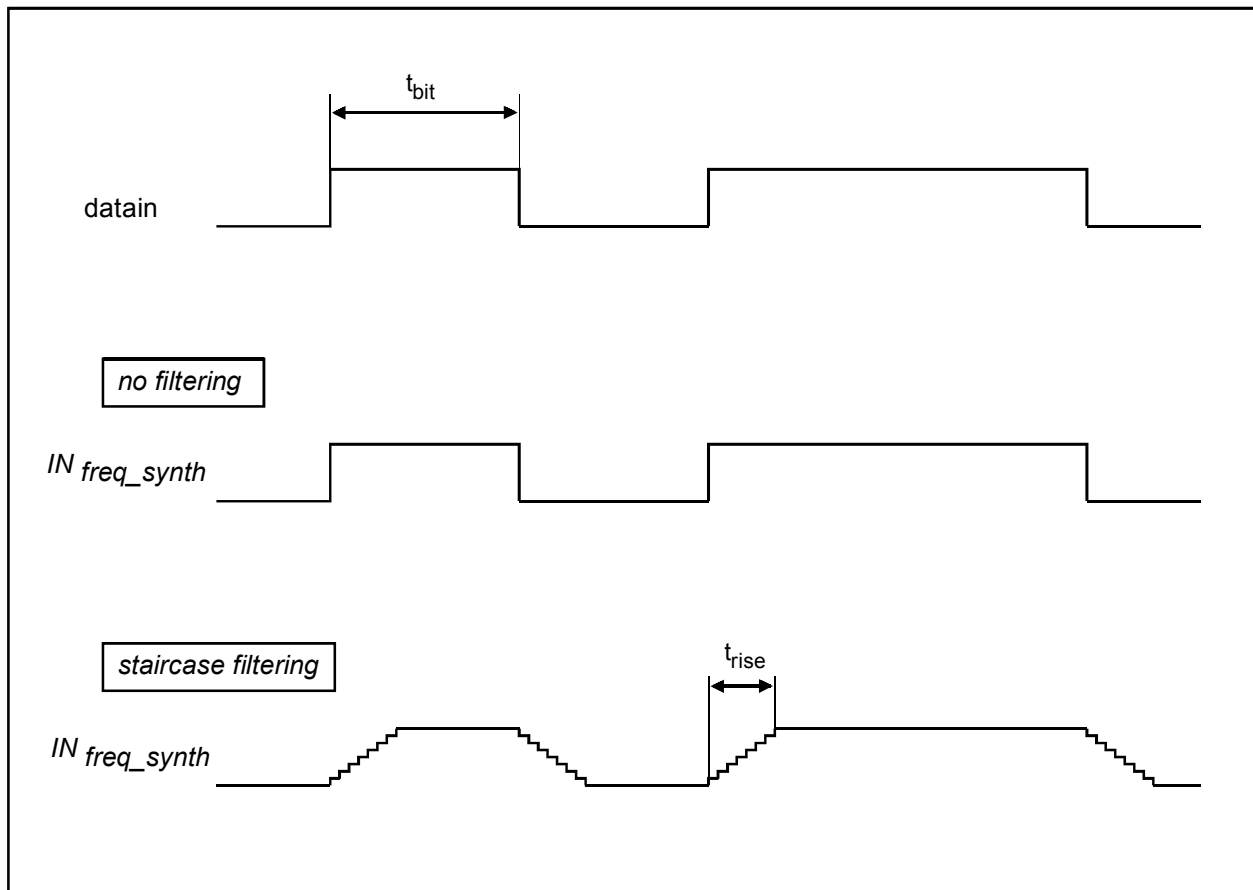 t_bit
datain
no filtering
IN freq_synth
staircase filtering
t_rise
IN freq_synth